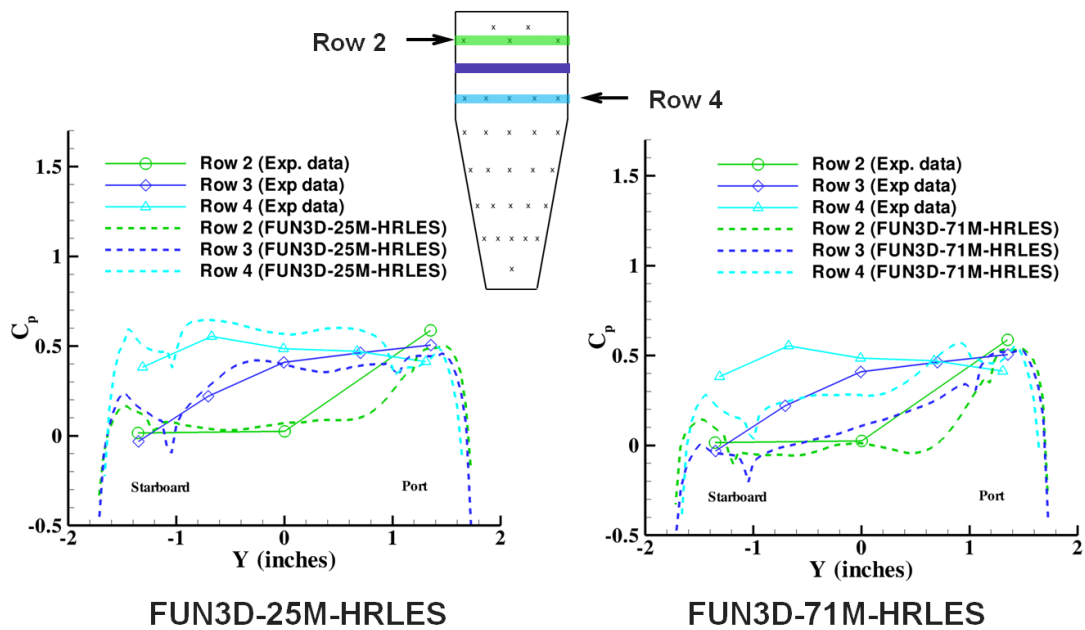 Row 2
Row 4
1.5
1
0.5
0
-0.5
-2
-1
0
1
2
Cp
Y (inches)
Row 2 (Exp. data)
Row 3 (Exp data)
Row 4 (Exp data)
Row 2 (FUN3D-25M-HRLES)
Row 3 (FUN3D-25M-HRLES)
Row 4 (FUN3D-25M-HRLES)
Starboard
Port
FUN3D-25M-HRLES
1.5
1
0.5
0
-0.5
-2
-1
0
1
2
Cp
Y (inches)
Row 2 (Exp. data)
Row 3 (Exp data)
Row 4 (Exp data)
Row 2 (FUN3D-71M-HRLES)
Row 3 (FUN3D-71M-HRLES)
Row 4 (FUN3D-71M-HRLES)
Starboard
Port
FUN3D-71M-HRLES